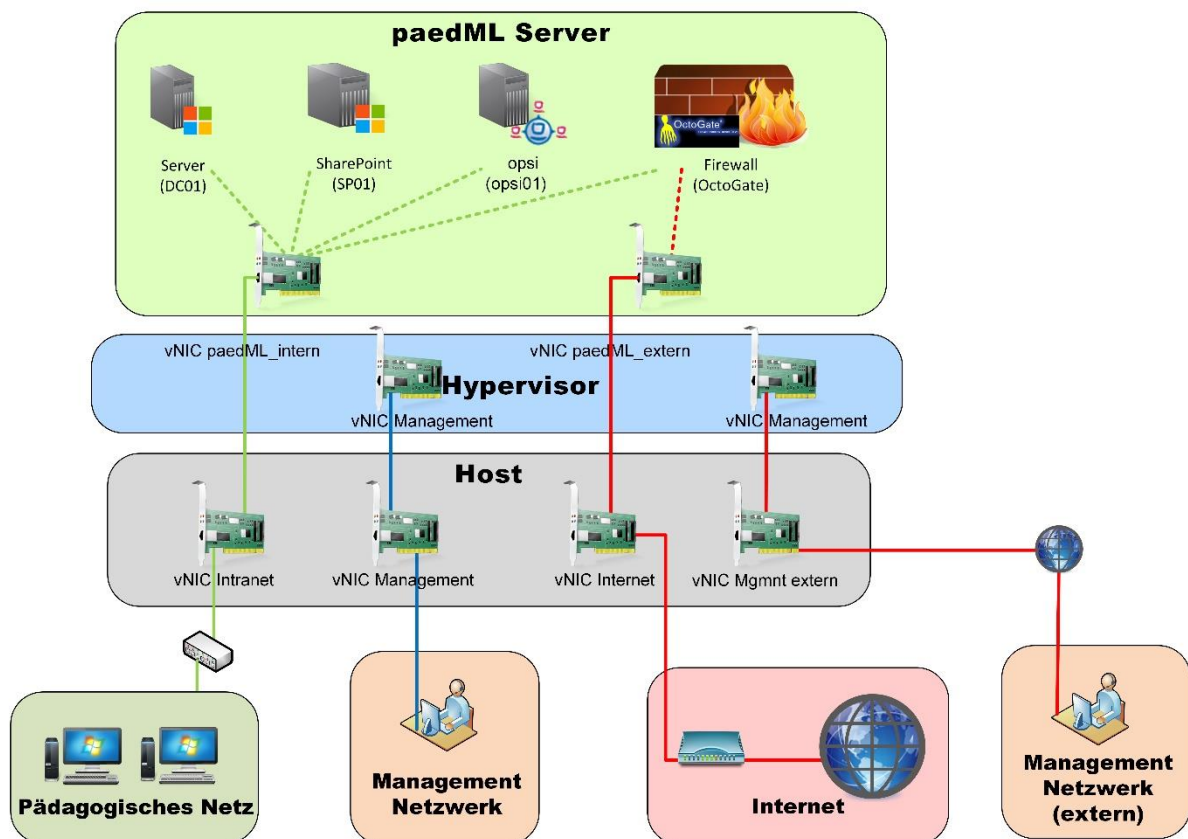 paedML Server
OctoGate
Server
(DC01)
SharePoint
(SP01)
opsi
(opsi01)
Firewall
(OctoGate)
vNIC paedML_intern
vNIC paedML_extern
Hypervisor
vNIC Management
vNIC Management
Host
vNIC Intranet
vNIC Management
vNIC Internet
vNIC Mgmnt extern
Pädagogisches Netz
Management
Netzwerk
Internet
Management
Netzwerk
(extern)